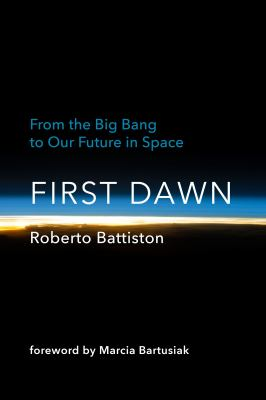 From the Big Bang
to Our Future in Space
FIRST DAWN
Roberto Battiston
foreword by Marcia Bartusiak